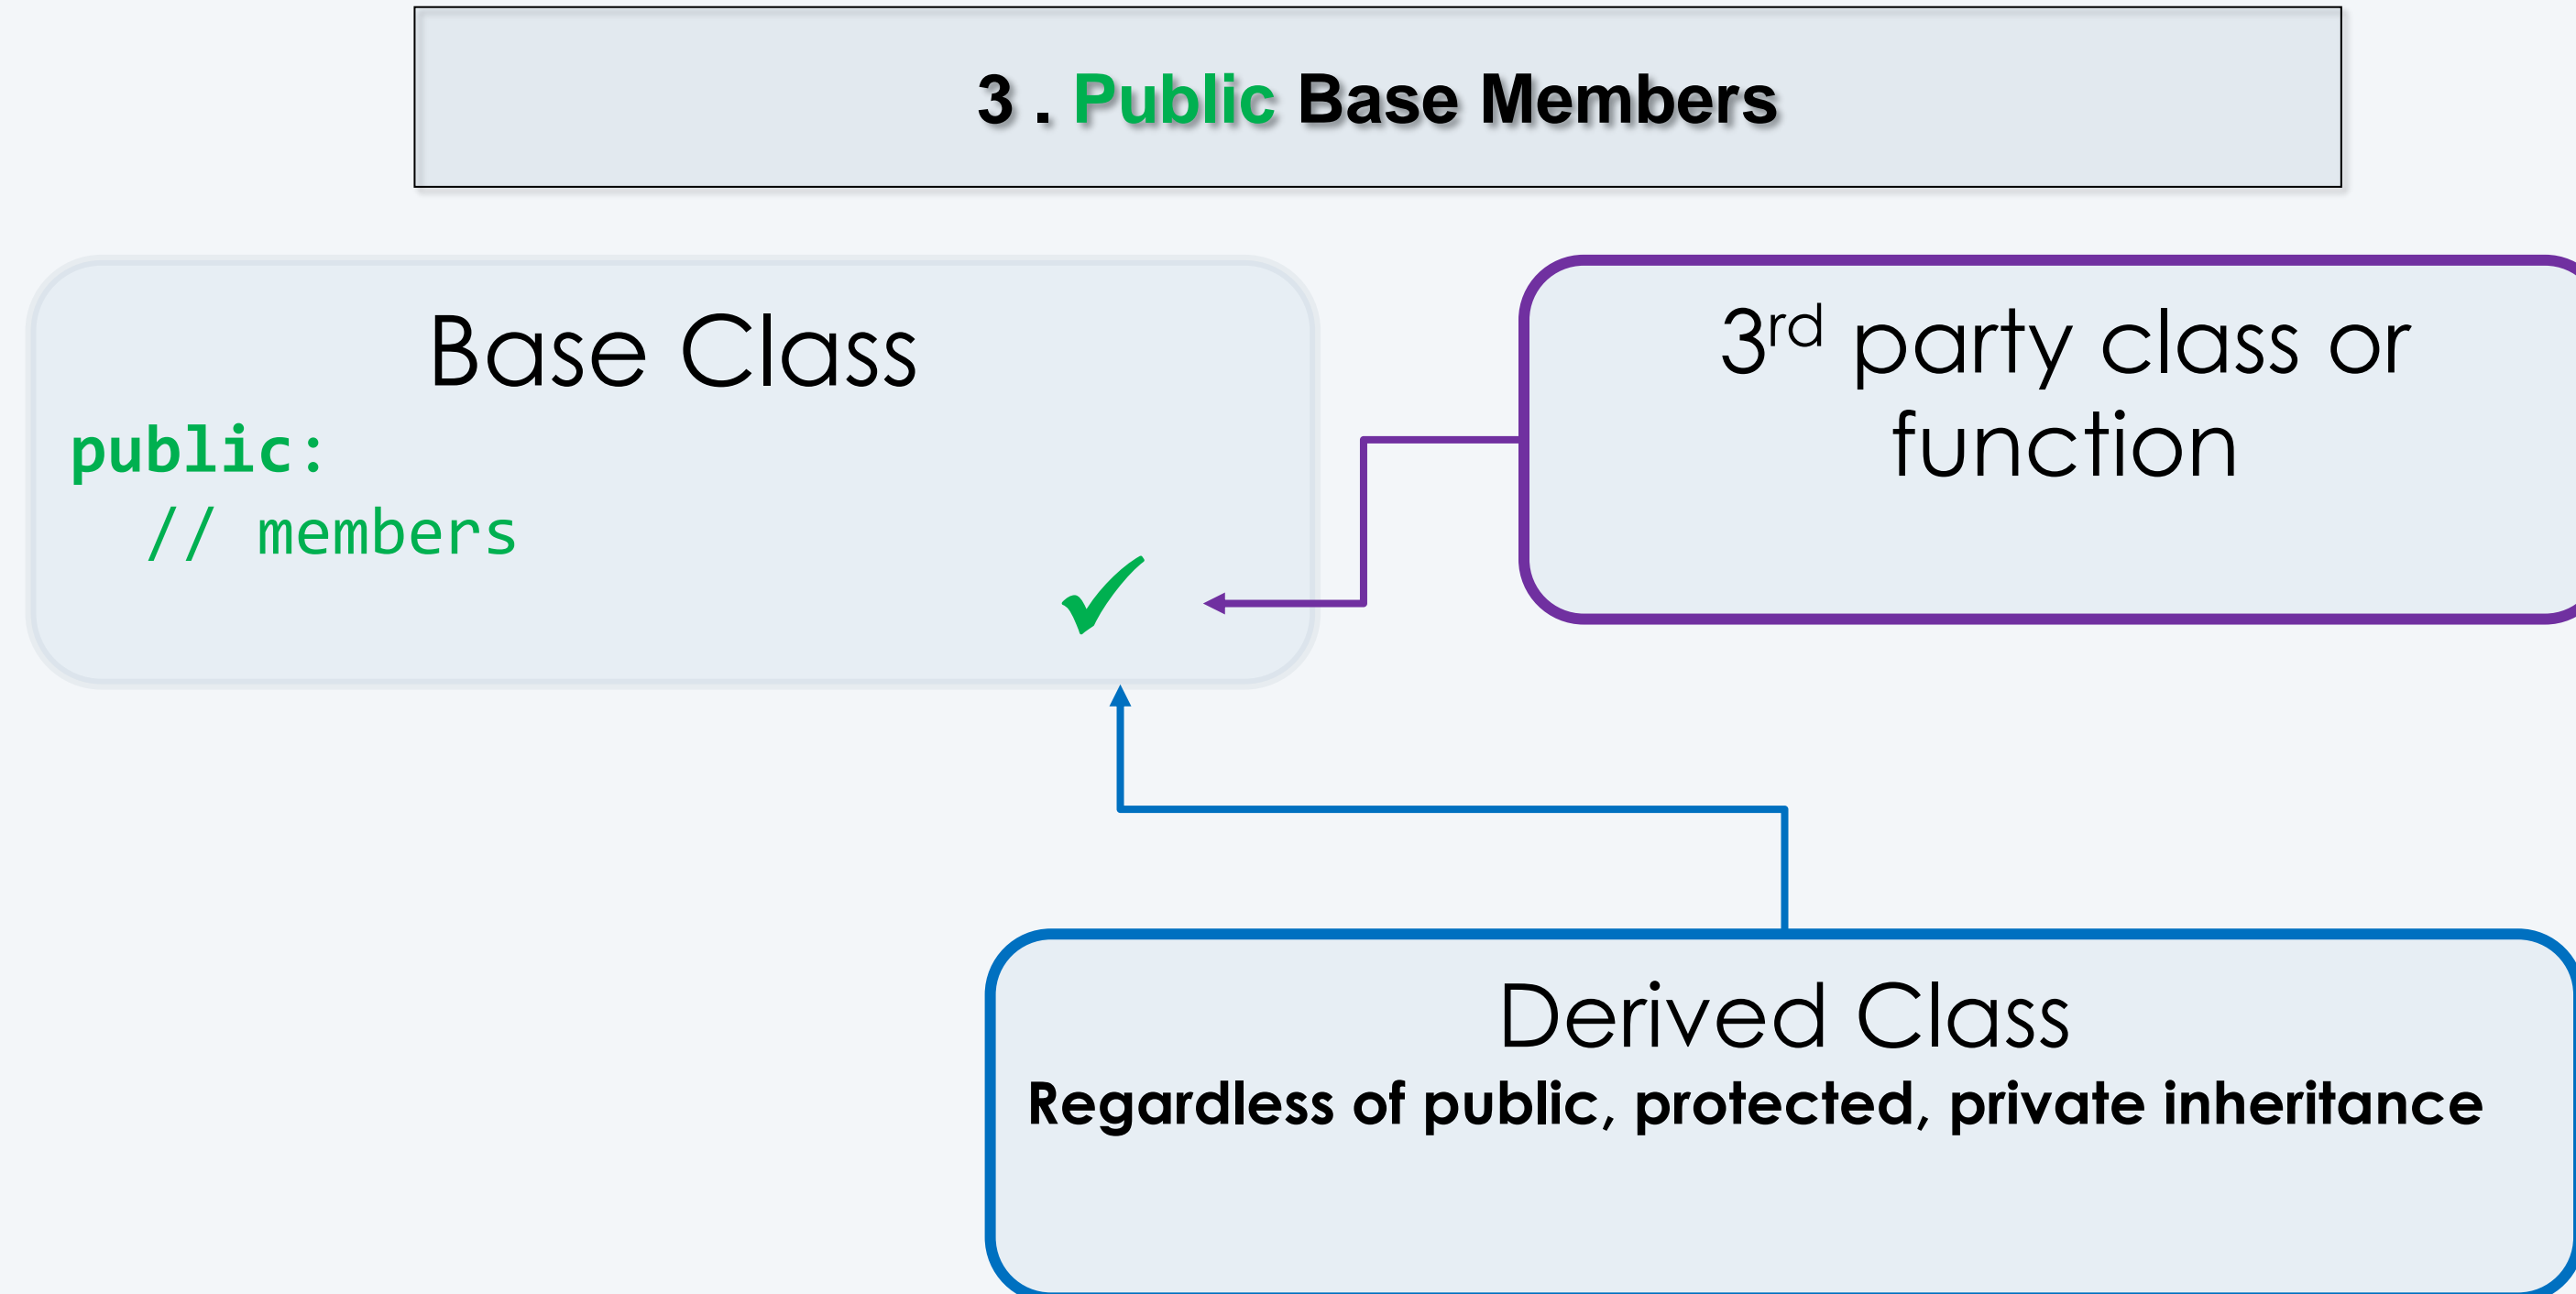 3 . Public Base Members
Base Class
public:
// members
3rd party class or
function
Derived Class
Regardless of public, protected, private inheritance